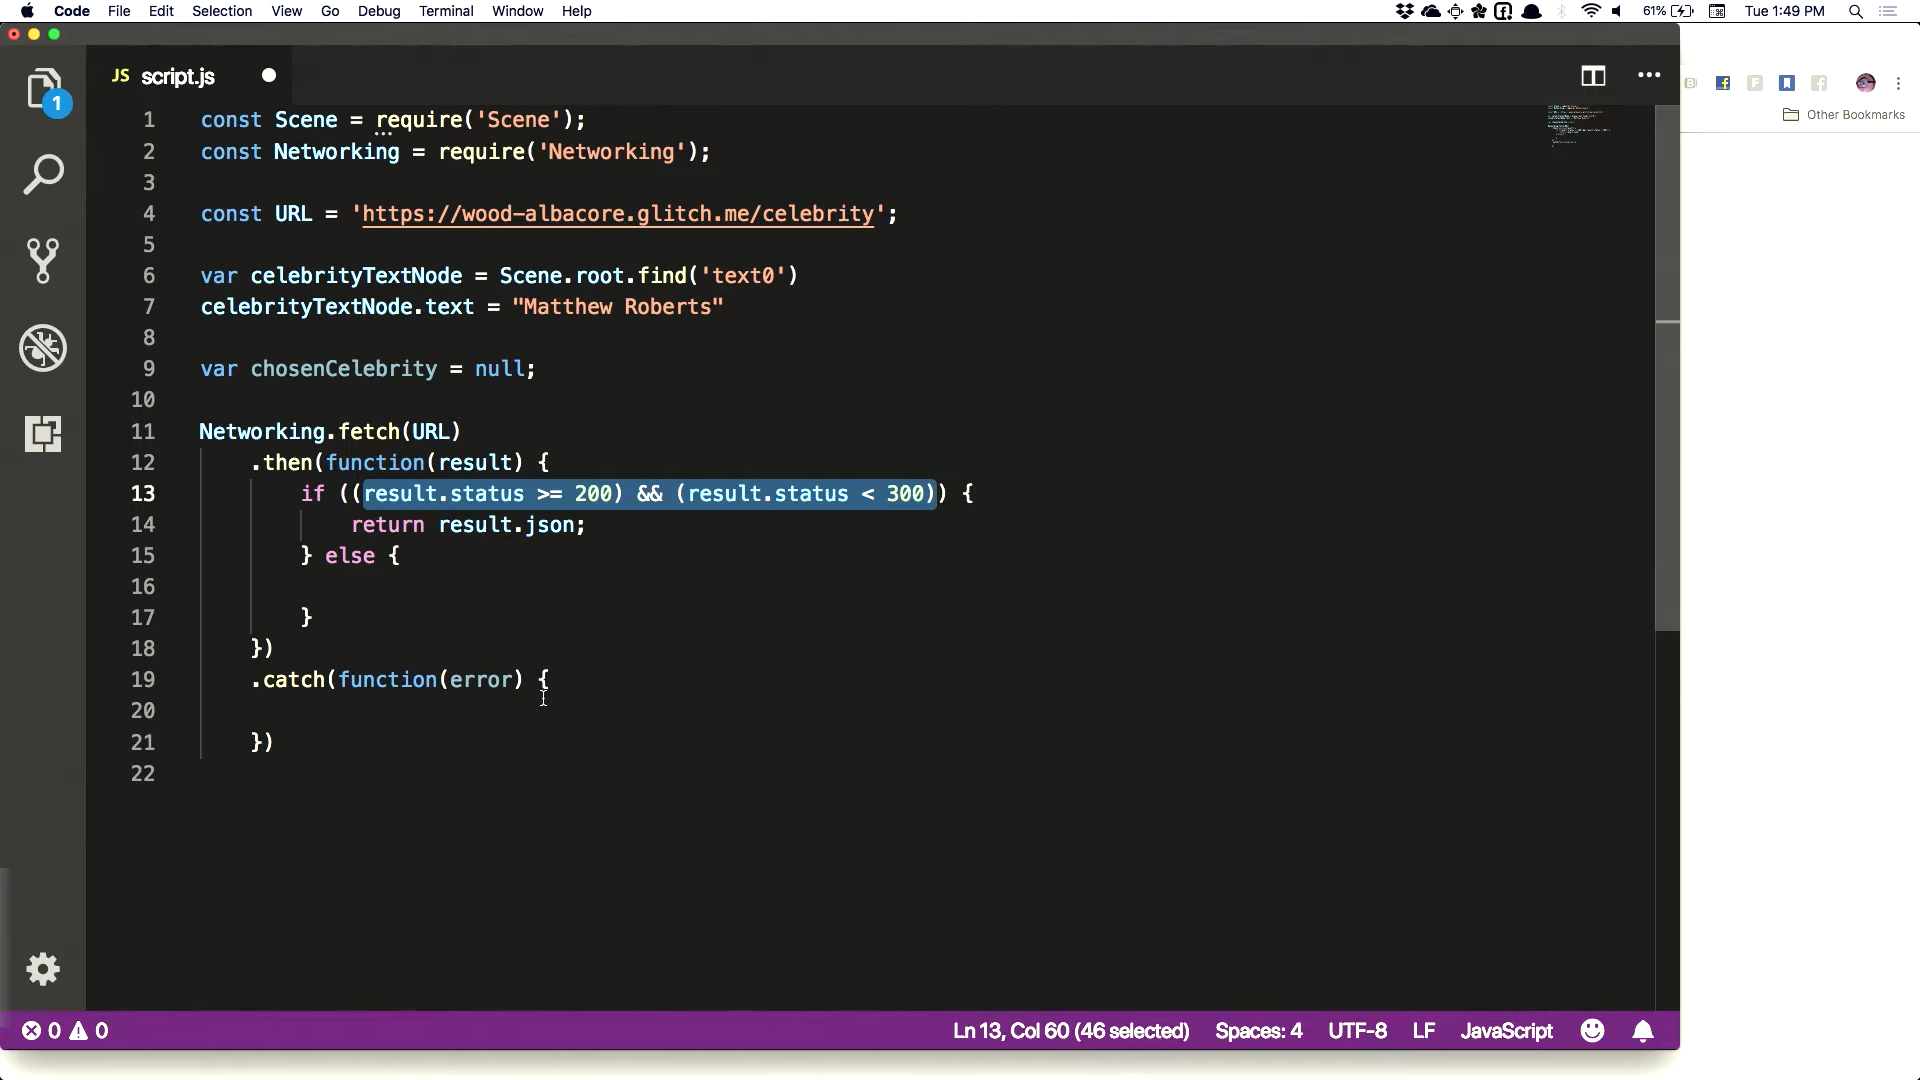 Code File Edit Selection View Go Debug Terminal Window Help 61% Tue 1:49 PM
JS script.js
Other Bookmarks
1
1 const Scene = require('Scene');
2 const Networking = require('Networking');
3
4 const URL = 'https://wood-albacore.glitch.me/celebrity';
5
6 var celebrityTextNode = Scene.root.find('text0')
7 celebrityTextNode.text = "Matthew Roberts"
8
9 var chosenCelebrity = null;
10
11 Networking.fetch(URL)
12 .then(function(result) {
13 if ((result.status >= 200) && (result.status < 300)) {
14 return result.json;
15 } else {
16
17 }
18 })
19 .catch(function(error) {
20
21 })
22
0 0 Ln 13, Col 60 (46 selected) Spaces: 4 UTF-8 LF JavaScript